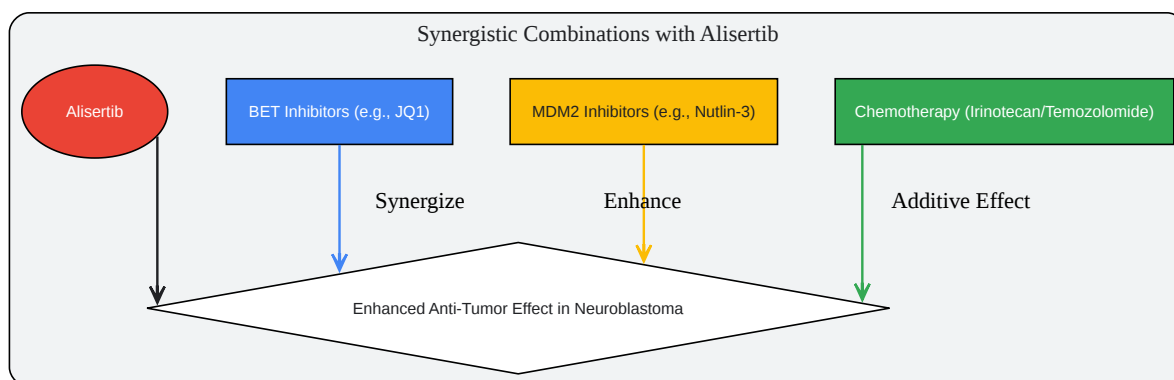 Synergistic Combinations with Alisertib
Alisertib
BET Inhibitors (e.g., JQ1)
MDM2 Inhibitors (e.g., Nutlin-3)
Chemotherapy (Irinotecan/Temozolomide)
Synergize
Enhance
Additive Effect
Enhanced Anti-Tumor Effect in Neuroblastoma